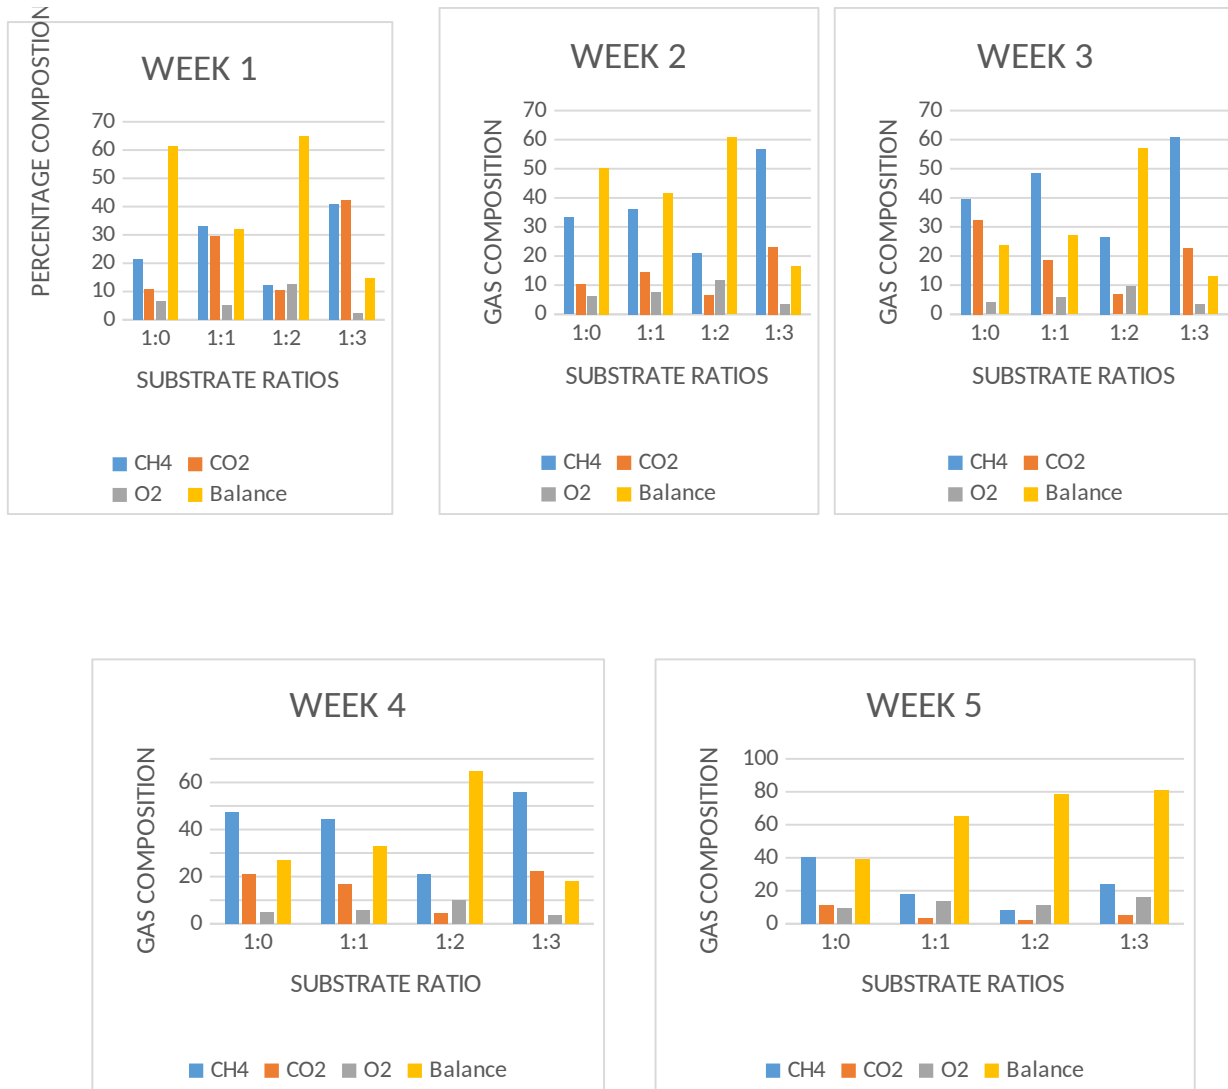 WEEK 1
PERCENTAGE COMPOSTION
70
60
50
40
30
20
10
0
1:0 1:1 1:2 1:3
SUBSTRATE RATIOS
CH4 CO2
O2 Balance
WEEK 2
GAS COMPOSITION
70
60
50
40
30
20
10
0
1:0 1:1 1:2 1:3
SUBSTRATE RATIOS
CH4 CO2
O2 Balance
WEEK 3
GAS COMPOSITION
70
60
50
40
30
20
10
0
1:0 1:1 1:2 1:3
SUBSTRATE RATIOS
CH4 CO2
O2 Balance
WEEK 4
GAS COMPOSITION
60
40
20
0
1:0 1:1 1:2 1:3
SUBSTRATE RATIO
CH4 CO2 O2 Balance
WEEK 5
GAS COMPOSITION
100
80
60
40
20
0
1:0 1:1 1:2 1:3
SUBSTRATE RATIOS
CH4 CO2 O2 Balance